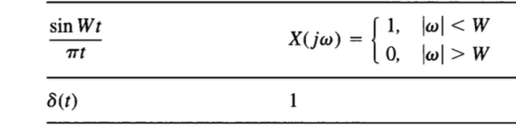 sin Wt / πt    X(jω) = { 1, |ω| < W
0, |ω| > W
δ(t)    1